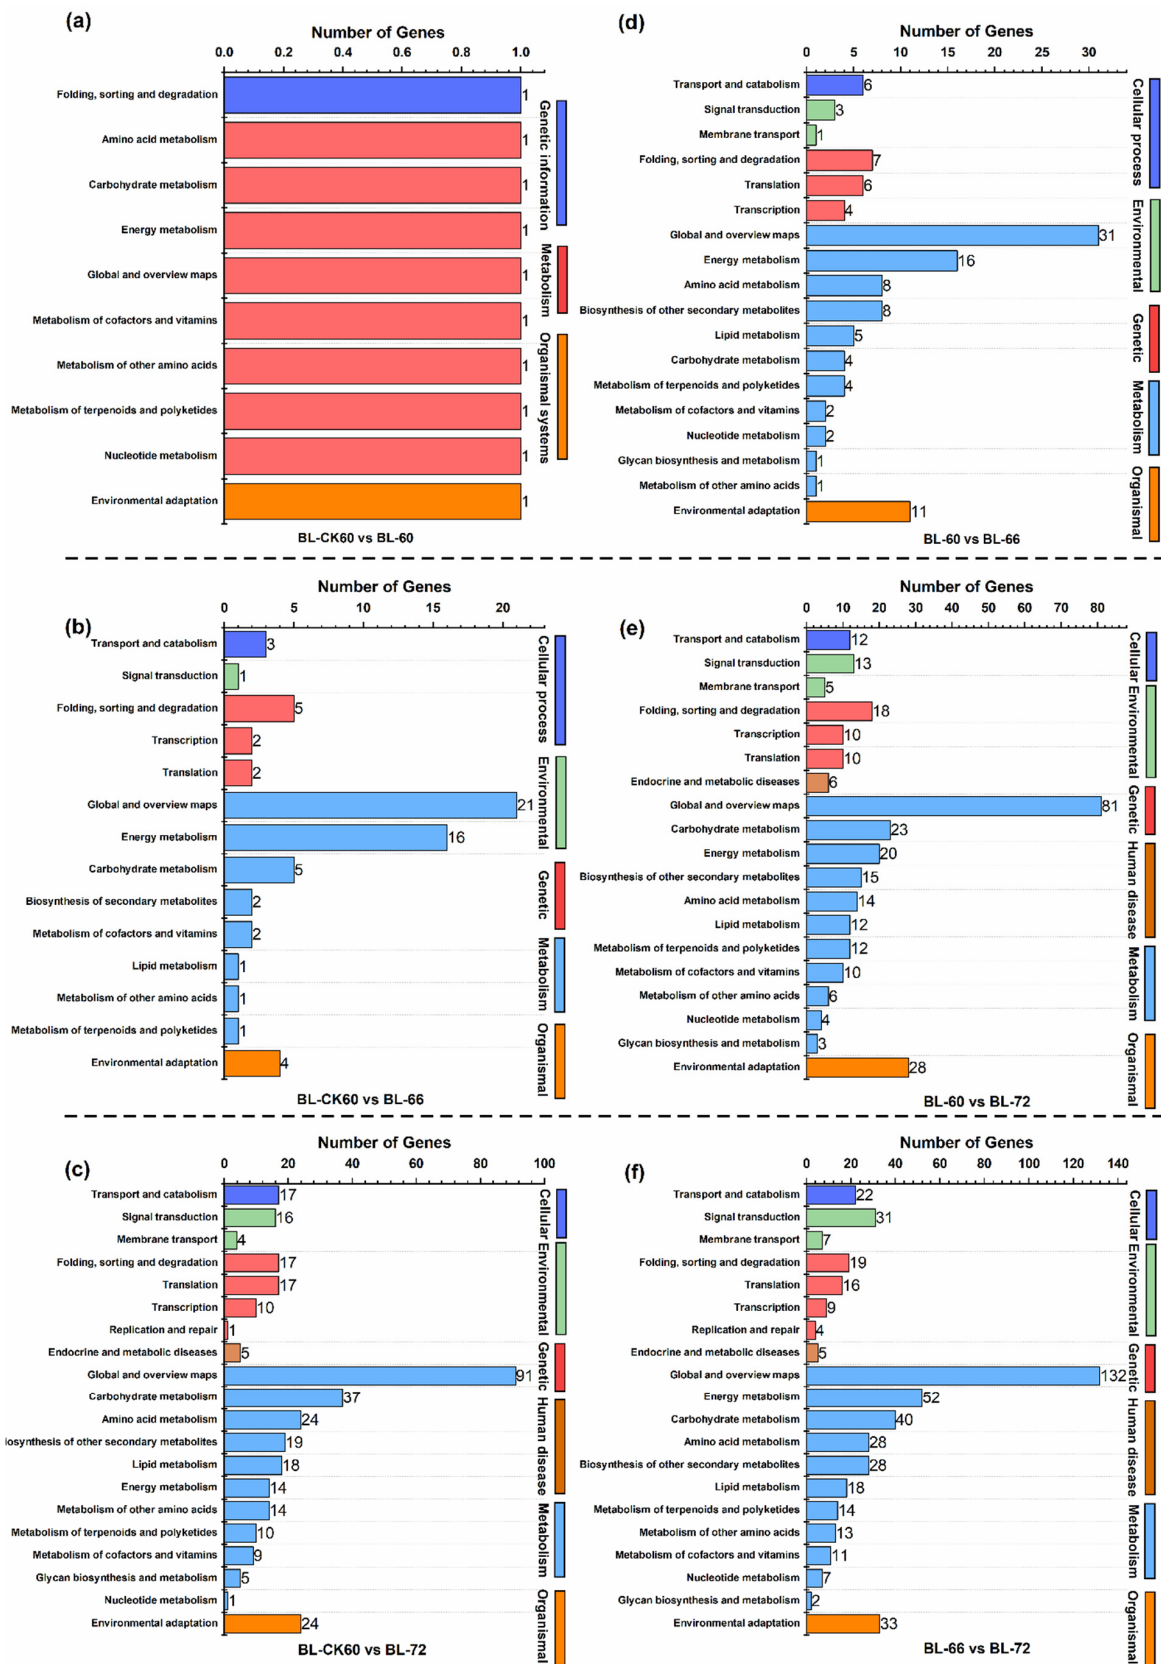 (a)
Number of Genes
0.0 0.2 0.4 0.6 0.8 1.0
Folding, sorting and degradation 1
Amino acid metabolism 1
Carbohydrate metabolism 1
Energy metabolism 1
Global and overview maps 1
Metabolism of cofactors and vitamins 1
Metabolism of other amino acids 1
Metabolism of terpenoids and polyketides 1
Nucleotide metabolism 1
Environmental adaptation 1
Genetic information
Metabolism
Organismal systems
BL-CK60 vs BL-60
(d)
Number of Genes
0 5 10 15 20 25 30
Transport and catabolism 6
Signal transduction 3
Membrane transport 1
Folding, sorting and degradation 7
Translation 6
Transcription 4
Global and overview maps 31
Energy metabolism 16
Amino acid metabolism 8
Biosynthesis of other secondary metabolites 8
Lipid metabolism 5
Carbohydrate metabolism 4
Metabolism of terpenoids and polyketides 4
Metabolism of cofactors and vitamins 2
Nucleotide metabolism 2
Glycan biosynthesis and metabolism 1
Metabolism of other amino acids 1
Environmental adaptation 11
Cellular process
Environmental
Genetic
Metabolism
Organismal
BL-60 vs BL-66
(b)
Number of Genes
0 5 10 15 20
Transport and catabolism 3
Signal transduction 1
Folding, sorting and degradation 5
Transcription 2
Translation 2
Global and overview maps 21
Energy metabolism 16
Carbohydrate metabolism 5
Biosynthesis of secondary metabolites 2
Metabolism of cofactors and vitamins 2
Lipid metabolism 1
Metabolism of other amino acids 1
Metabolism of terpenoids and polyketides 1
Environmental adaptation 4
Cellular process
Environmental
Genetic
Metabolism
Organismal
BL-CK60 vs BL-66
(e)
Number of Genes
0 10 20 30 40 50 60 70 80
Transport and catabolism 12
Signal transduction 13
Membrane transport 5
Folding, sorting and degradation 18
Transcription 10
Translation 10
Endocrine and metabolic diseases 6
Global and overview maps 81
Carbohydrate metabolism 23
Energy metabolism 20
Biosynthesis of other secondary metabolites 15
Amino acid metabolism 14
Lipid metabolism 12
Metabolism of terpenoids and polyketides 12
Metabolism of cofactors and vitamins 10
Metabolism of other amino acids 6
Nucleotide metabolism 4
Glycan biosynthesis and metabolism 3
Environmental adaptation 28
Cellular
Environmental
Genetic
Human disease
Metabolism
Organismal
BL-60 vs BL-72
(c)
Number of Genes
0 20 40 60 80 100
Transport and catabolism 17
Signal transduction 16
Membrane transport 4
Folding, sorting and degradation 17
Translation 17
Transcription 10
Replication and repair 1
Endocrine and metabolic diseases 5
Global and overview maps 91
Carbohydrate metabolism 37
Amino acid metabolism 24
iosynthesis of other secondary metabolites 19
Lipid metabolism 18
Energy metabolism 14
Metabolism of other amino acids 14
Metabolism of terpenoids and polyketides 10
Metabolism of cofactors and vitamins 9
Glycan biosynthesis and metabolism 5
Nucleotide metabolism 1
Environmental adaptation 24
Cellular
Environmental
Genetic
Human disease
Metabolism
Organismal
BL-CK60 vs BL-72
(f)
Number of Genes
0 20 40 60 80 100 120 140
Transport and catabolism 22
Signal transduction 31
Membrane transport 7
Folding, sorting and degradation 19
Translation 16
Transcription 9
Replication and repair 4
Endocrine and metabolic diseases 5
Global and overview maps 132
Energy metabolism 52
Carbohydrate metabolism 40
Amino acid metabolism 28
Biosynthesis of other secondary metabolites 28
Lipid metabolism 18
Metabolism of terpenoids and polyketides 14
Metabolism of other amino acids 13
Metabolism of cofactors and vitamins 11
Nucleotide metabolism 7
Glycan biosynthesis and metabolism 2
Environmental adaptation 33
Cellular
Environmental
Genetic
Human disease
Metabolism
Organismal
BL-66 vs BL-72